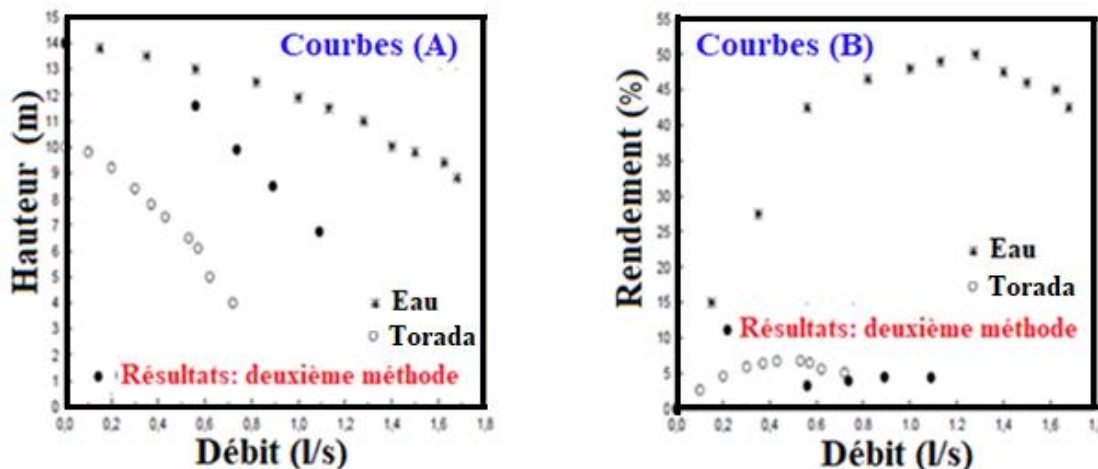 Courbes (A)
Hauteur (m)
15
14
13
12
11
10
9
8
7
6
5
4
3
2
1
0
Eau
Torada
Résultats: deuxième méthode
0,0 0,2 0,4 0,6 0,8 1.0 1.2 1.4 1.6 1,8
Débit (l/s)
Courbes (B)
Rendement (%)
55
50
45
40
35
30
25
20
15
10
5
0
Eau
Torada
Résultats: deuxième méthode
0,0 0.2 0.4 0.6 0.8 1.0 1.2 1.4 1.6
Débit (l/s)